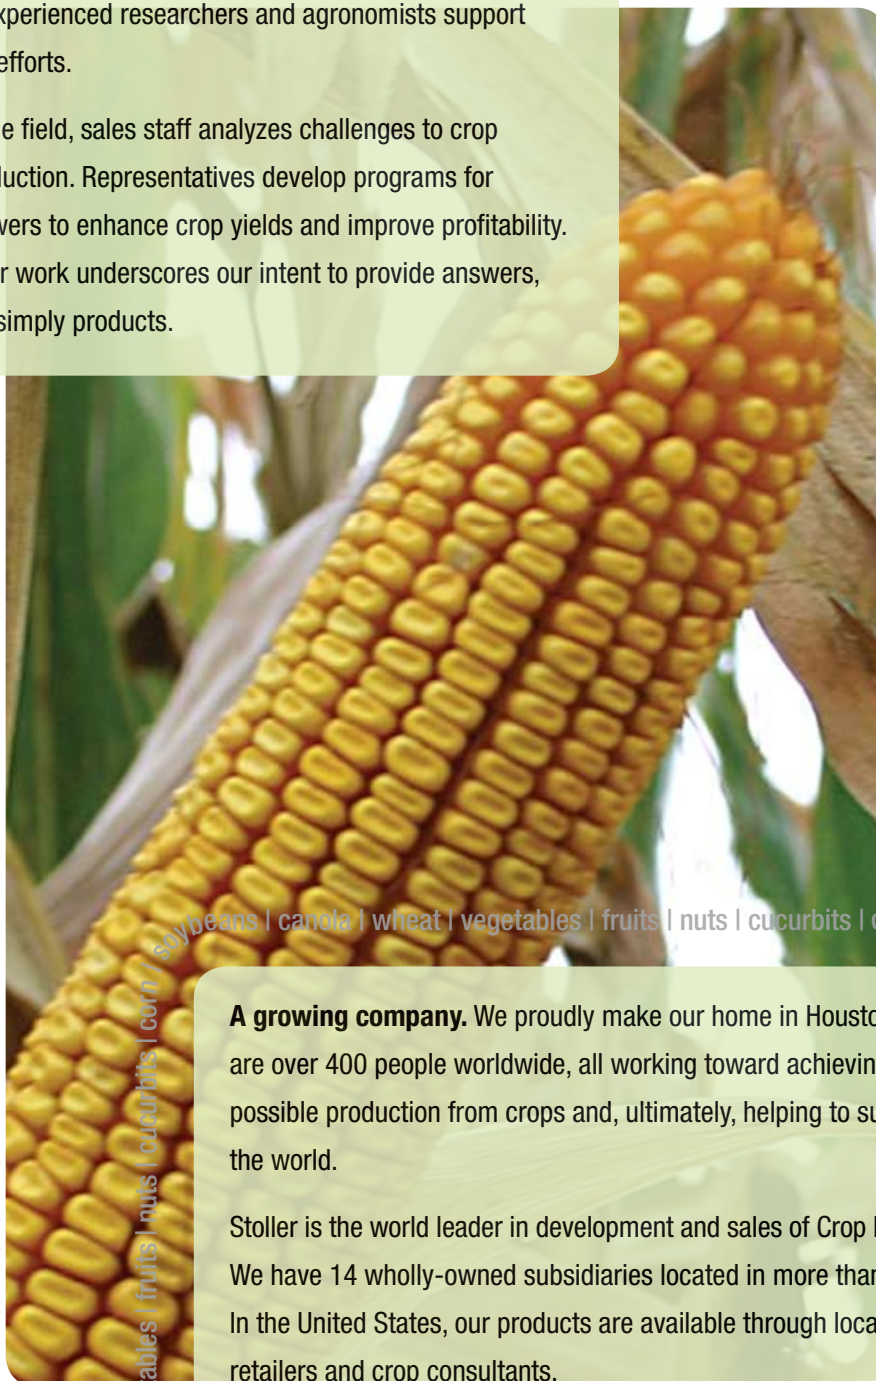 xperienced researchers and agronomists support
efforts.
e field, sales staff analyzes challenges to crop
duction. Representatives develop programs for
wers to enhance crop yields and improve profitability.
r work underscores our intent to provide answers,
simply products.
soybeans | canola | wheat | vegetables | fruits | nuts | cucurbits |
ables | fruits | nuts | cucurbits | corn /
A growing company. We proudly make our home in Housto
are over 400 people worldwide, all working toward achievin
possible production from crops and, ultimately, helping to su
the world.
Stoller is the world leader in development and sales of Crop
We have 14 wholly-owned subsidiaries located in more than
In the United States, our products are available through loca
retailers and crop consultants.